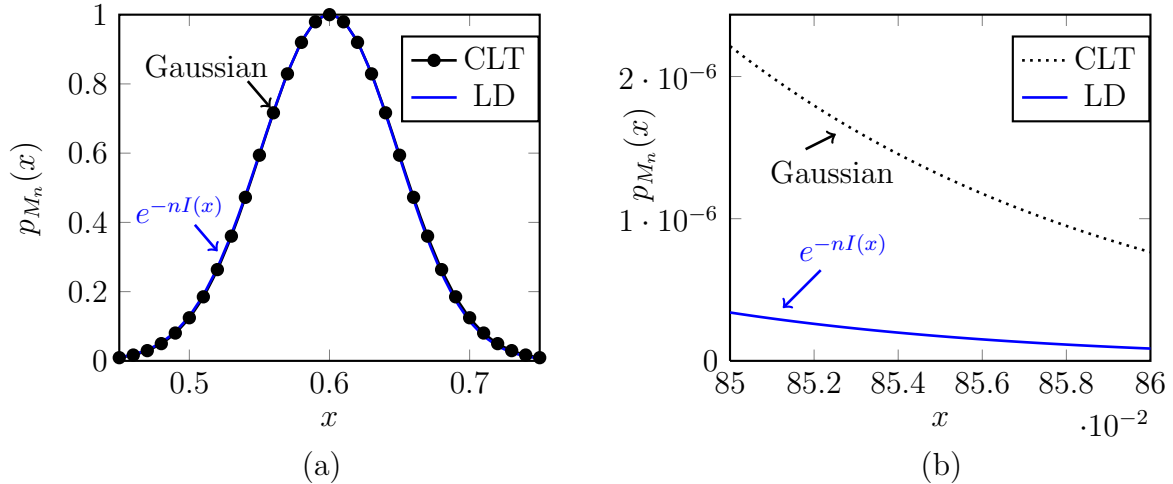 1
0.8
0.6
0.4
0.2
0
0.5
0.6
0.7
x
p_{M_n}(x)
CLT
LD
Gaussian
e^{-nI(x)}
(a)
2 · 10^{-6}
1 · 10^{-6}
0
85
85.2
85.4
85.6
85.8
86
·10^{-2}
x
p_{M_n}(x)
CLT
LD
Gaussian
e^{-nI(x)}
(b)